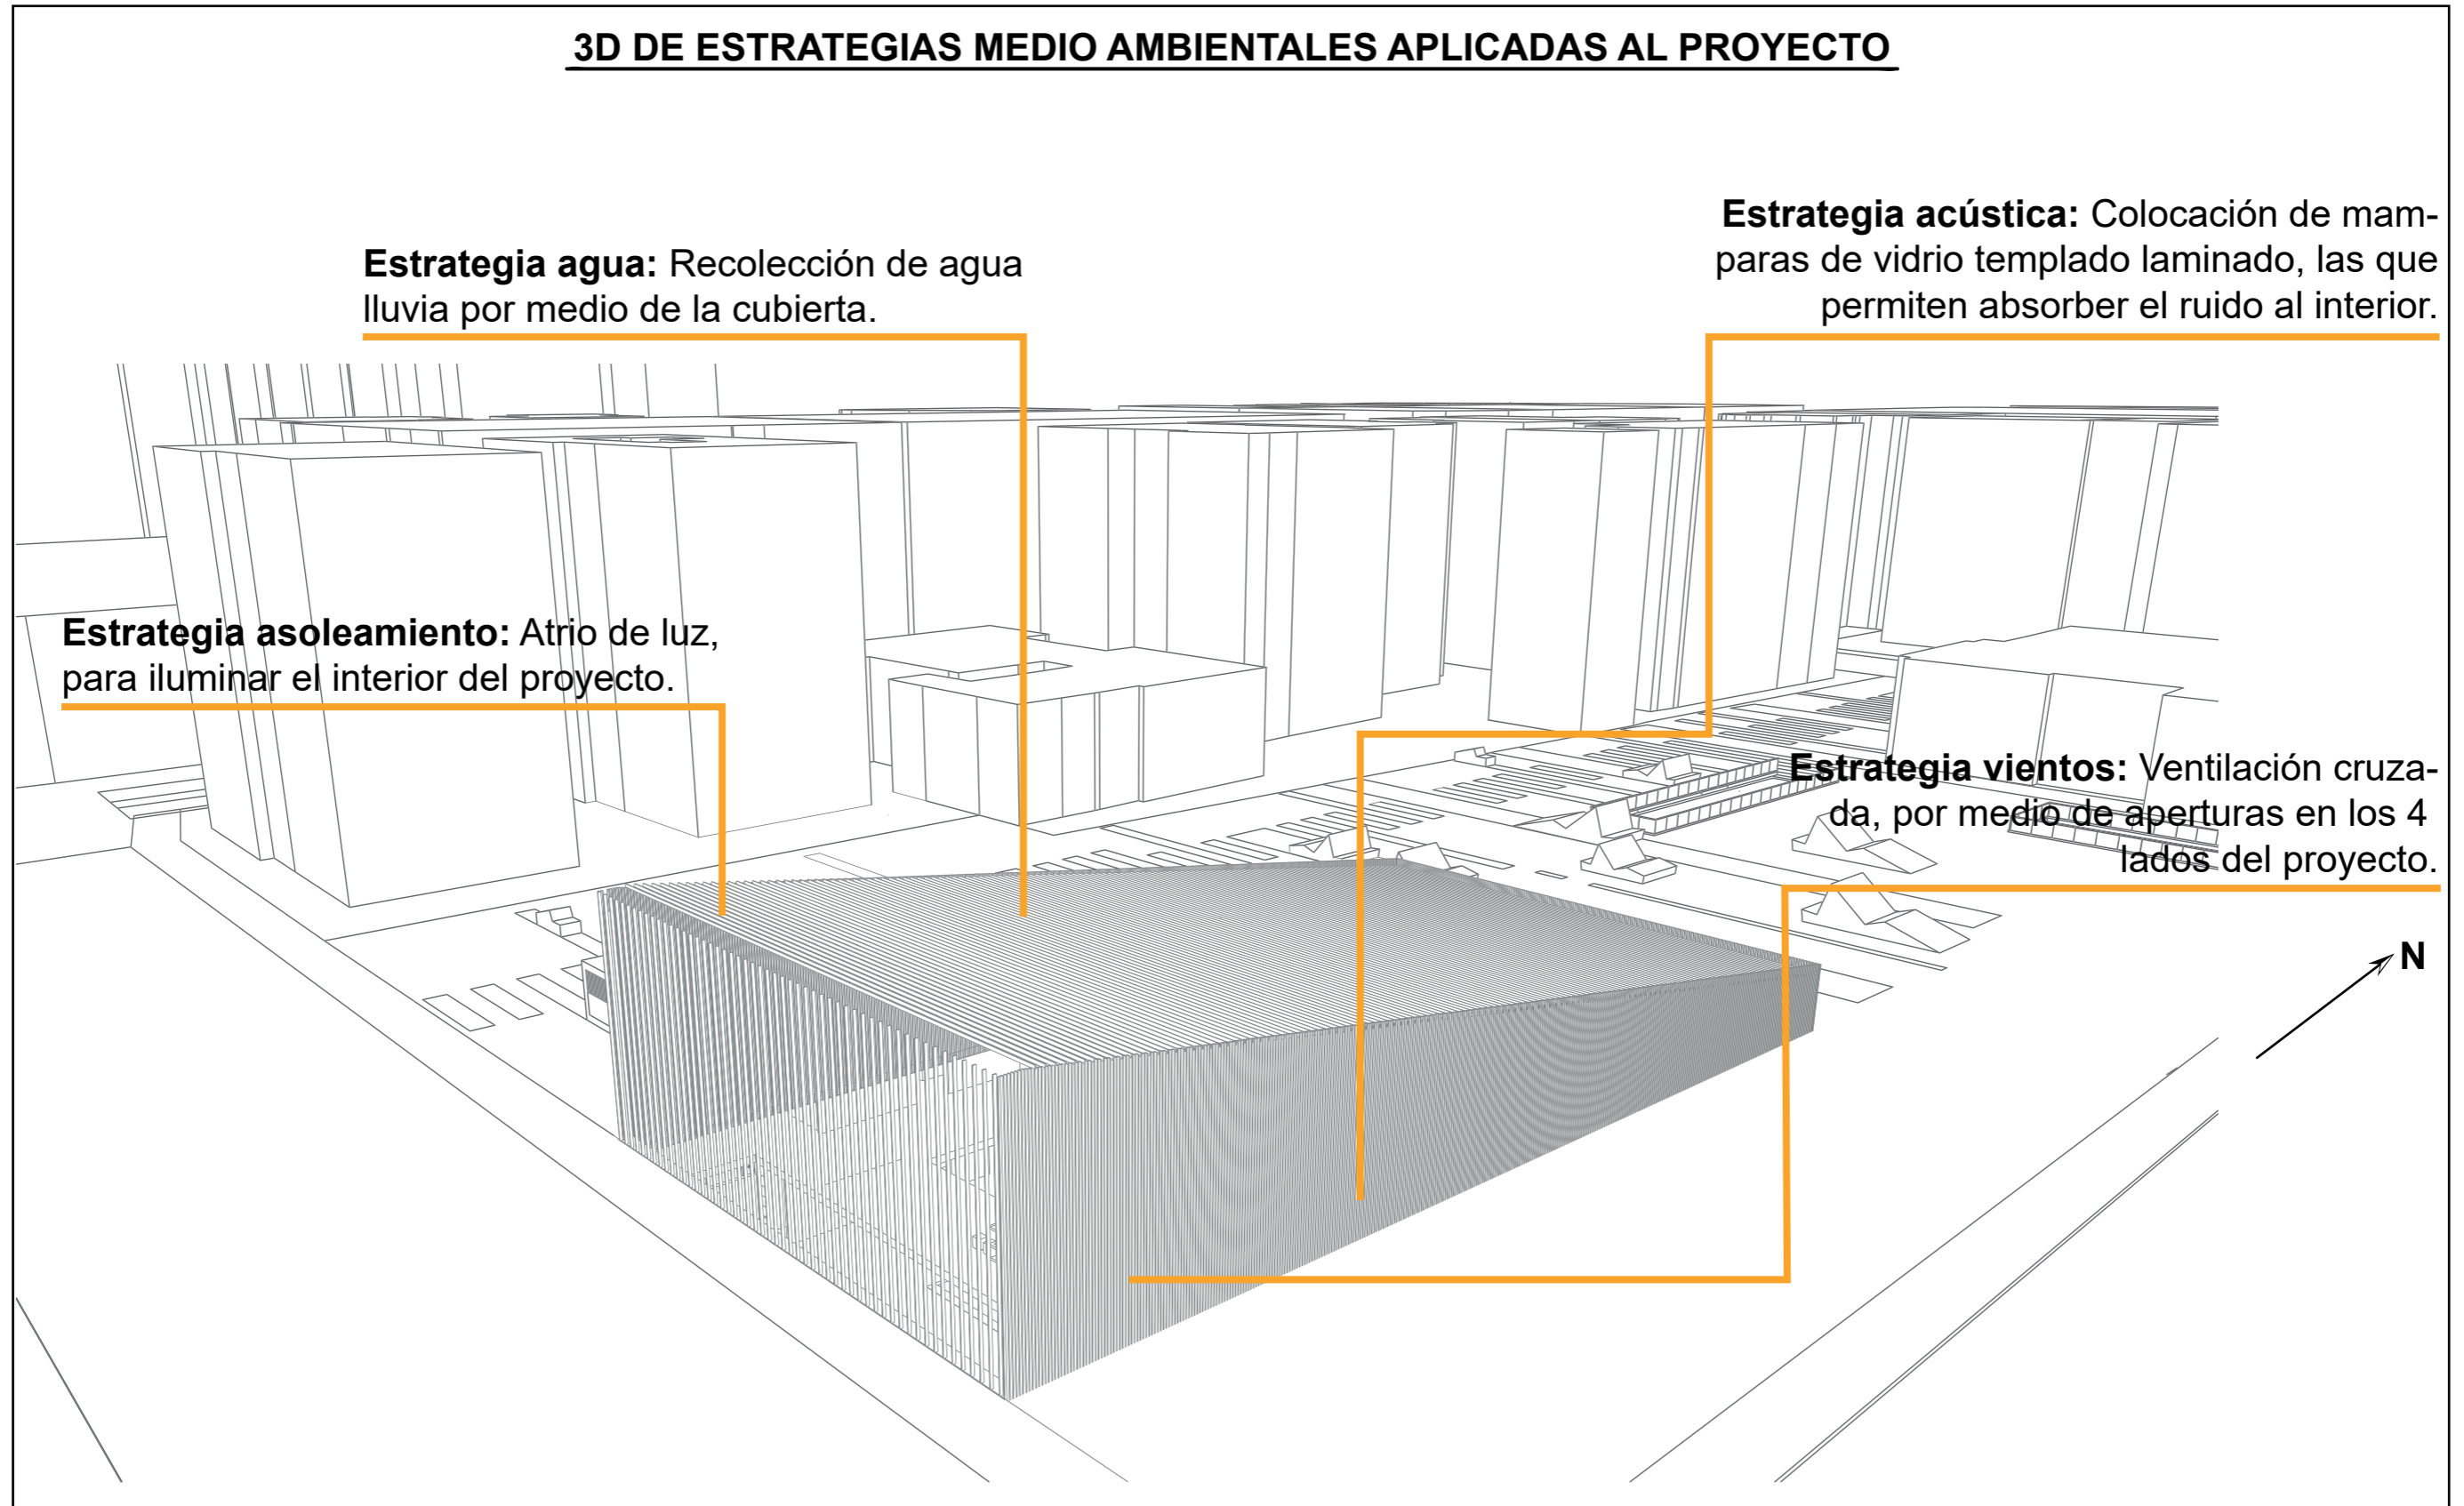 3D DE ESTRATEGIAS MEDIO AMBIENTALES APLICADAS AL PROYECTO
Estrategia agua: Recolección de agua
lluvia por medio de la cubierta.
Estrategia acústica: Colocación de mam-
paras de vidrio templado laminado, las que
permiten absorber el ruido al interior.
Estrategia asoleamiento: Atrio de luz,
para iluminar el interior del proyecto.
Estrategia vientos: Ventilación cruza-
da, por medio de aperturas en los 4
lados del proyecto.
N